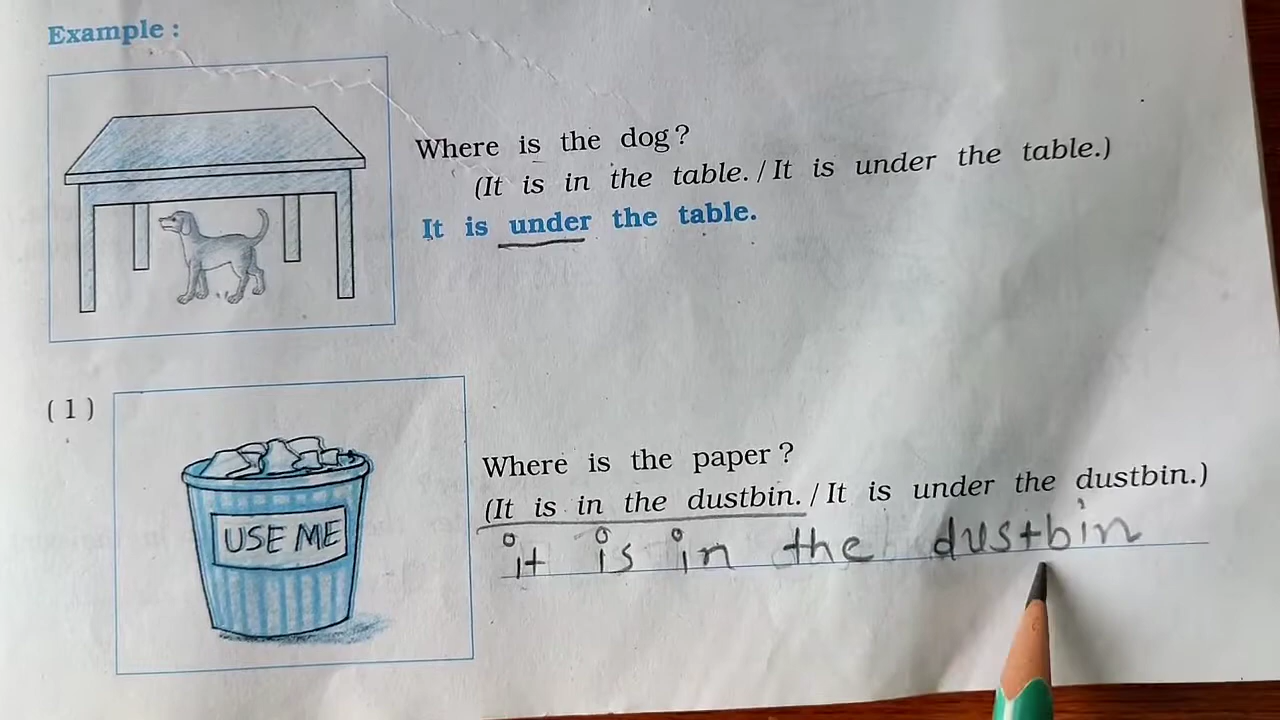 Example :
Where is the dog?
(It is in the table. / It is under the table.)
It is under the table.
(1)
USE ME
Where is the paper?
(It is in the dustbin. / It is under the dustbin.)
it is in the dustbin